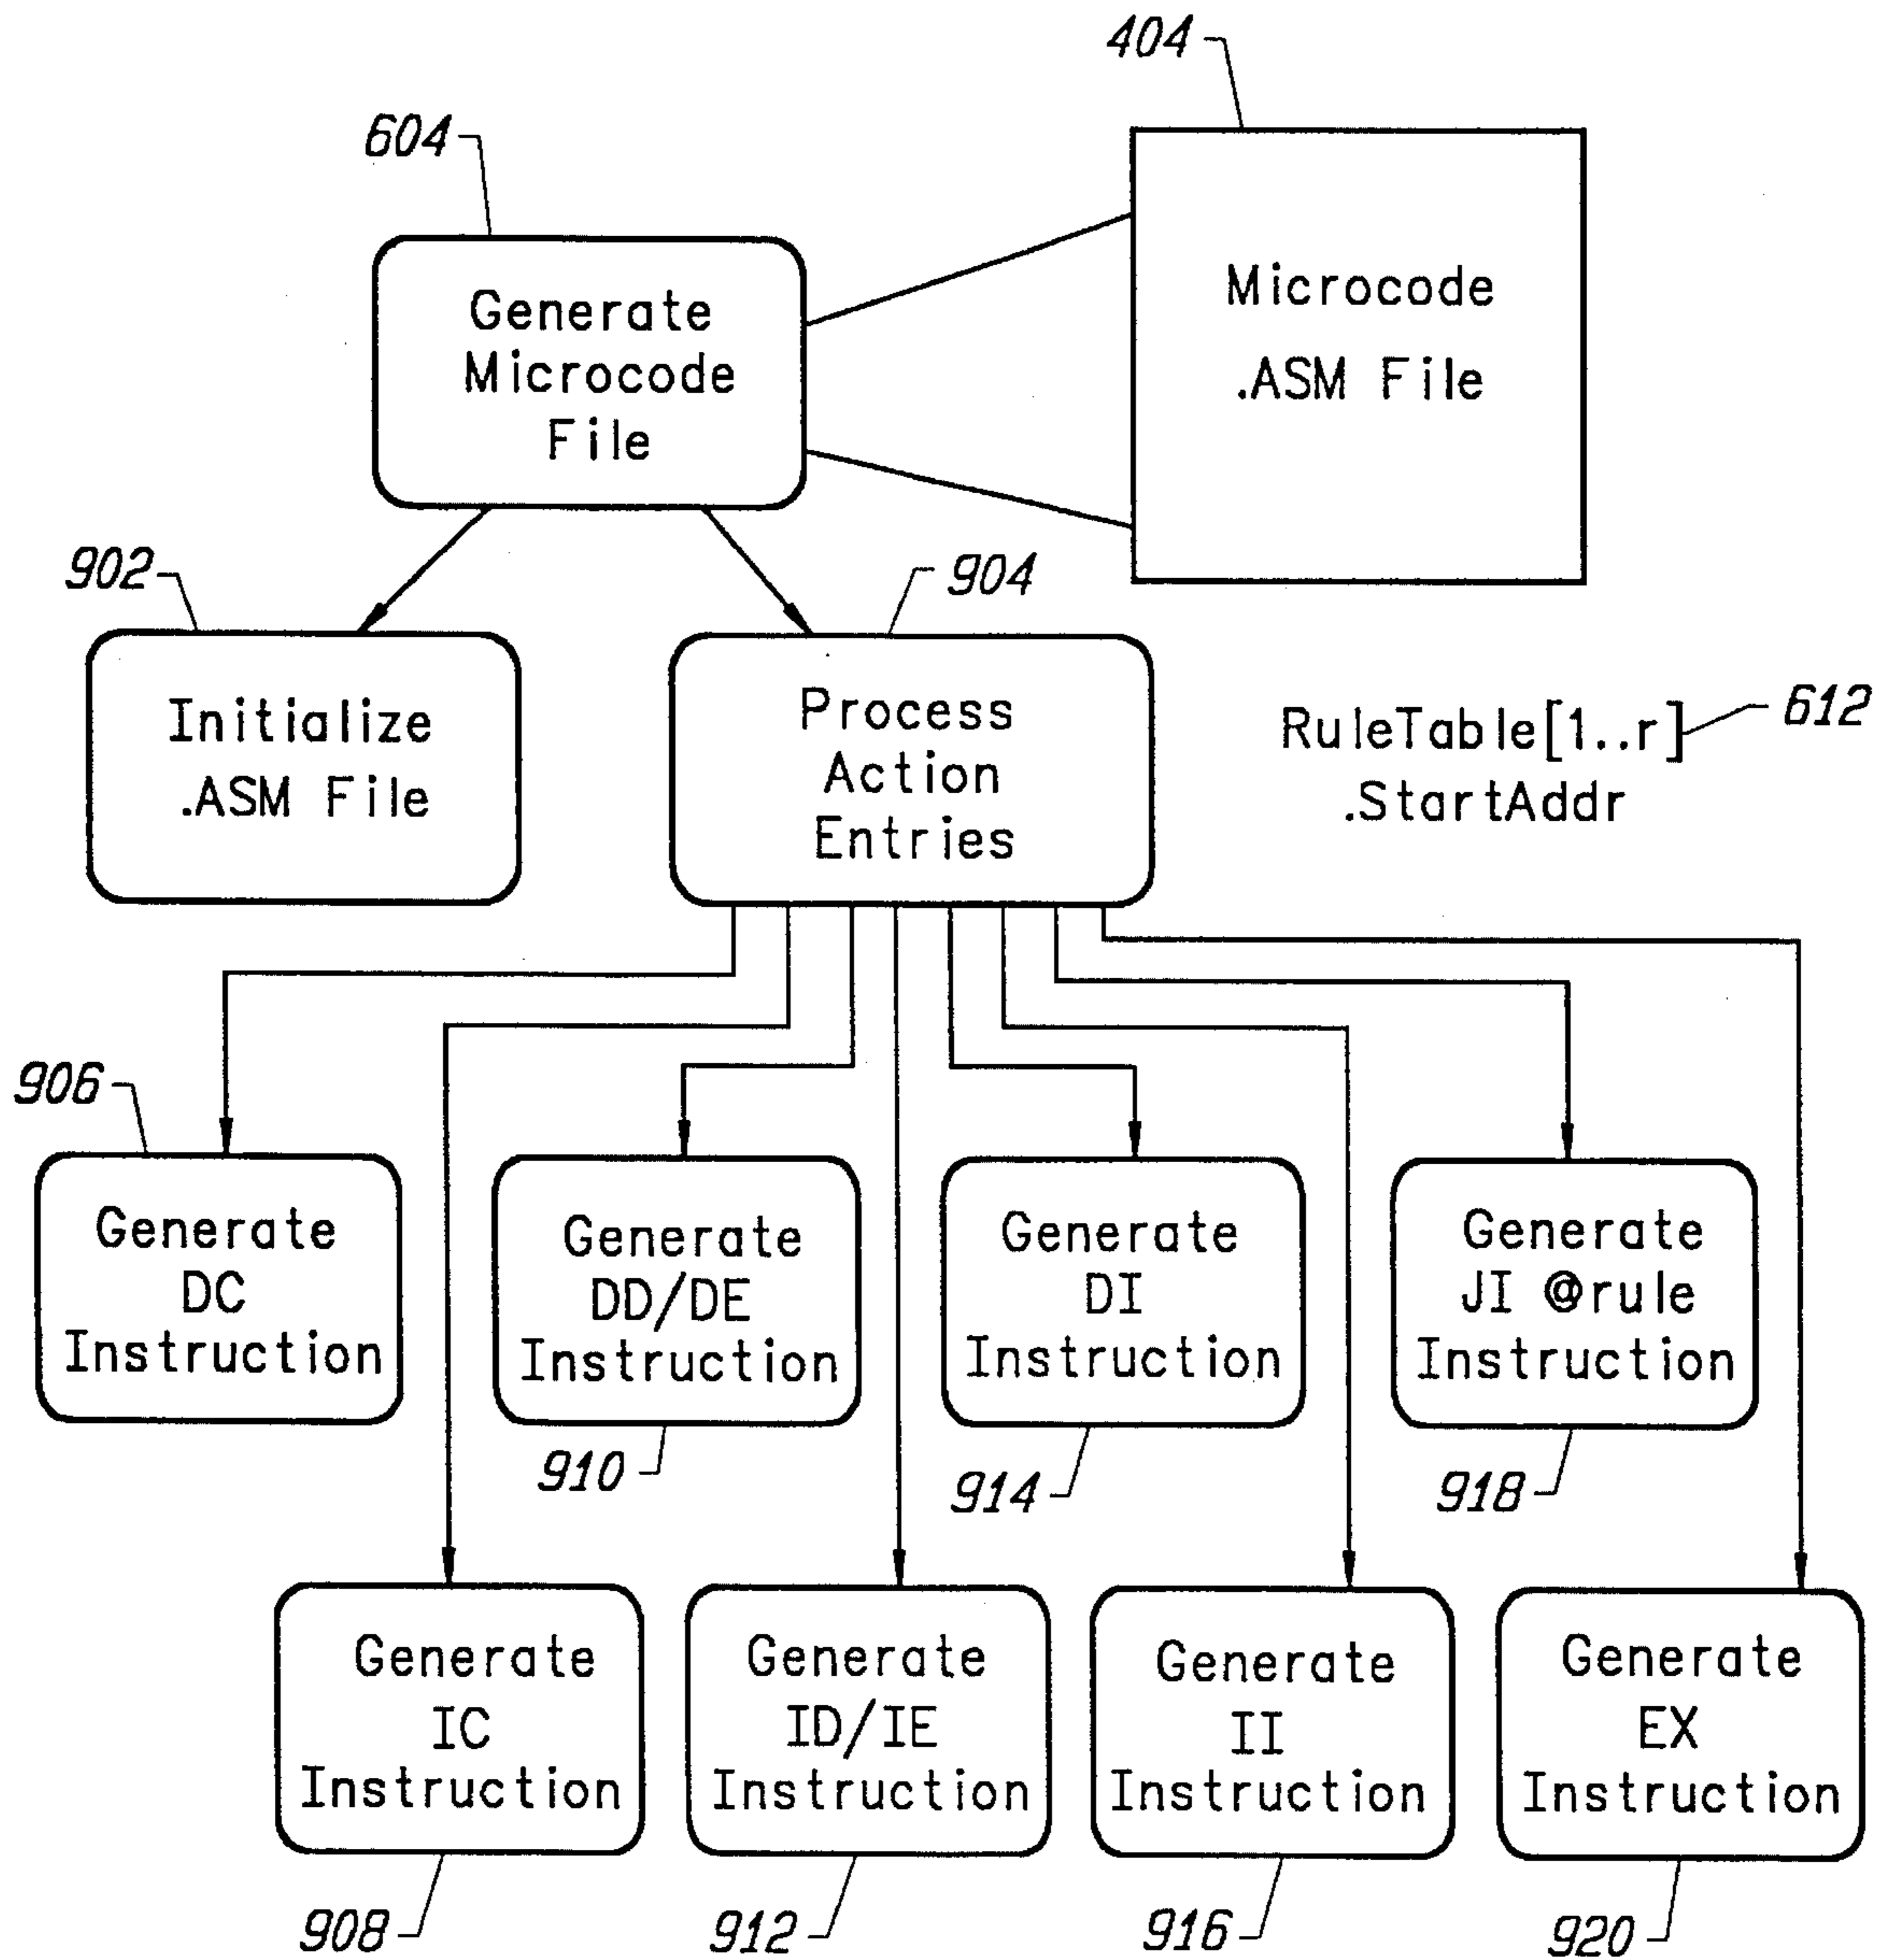 404
604
Generate
Microcode
File
Microcode
.ASM File
902
904
Initialize
.ASM File
Process
Action
Entries
RuleTable[1..r]
.StartAddr
612
906
Generate
DC
Instruction
Generate
DD/DE
Instruction
Generate
DI
Instruction
Generate
JI @rule
Instruction
910
914
918
Generate
IC
Instruction
Generate
ID/IE
Instruction
Generate
II
Instruction
Generate
EX
Instruction
908
912
916
920